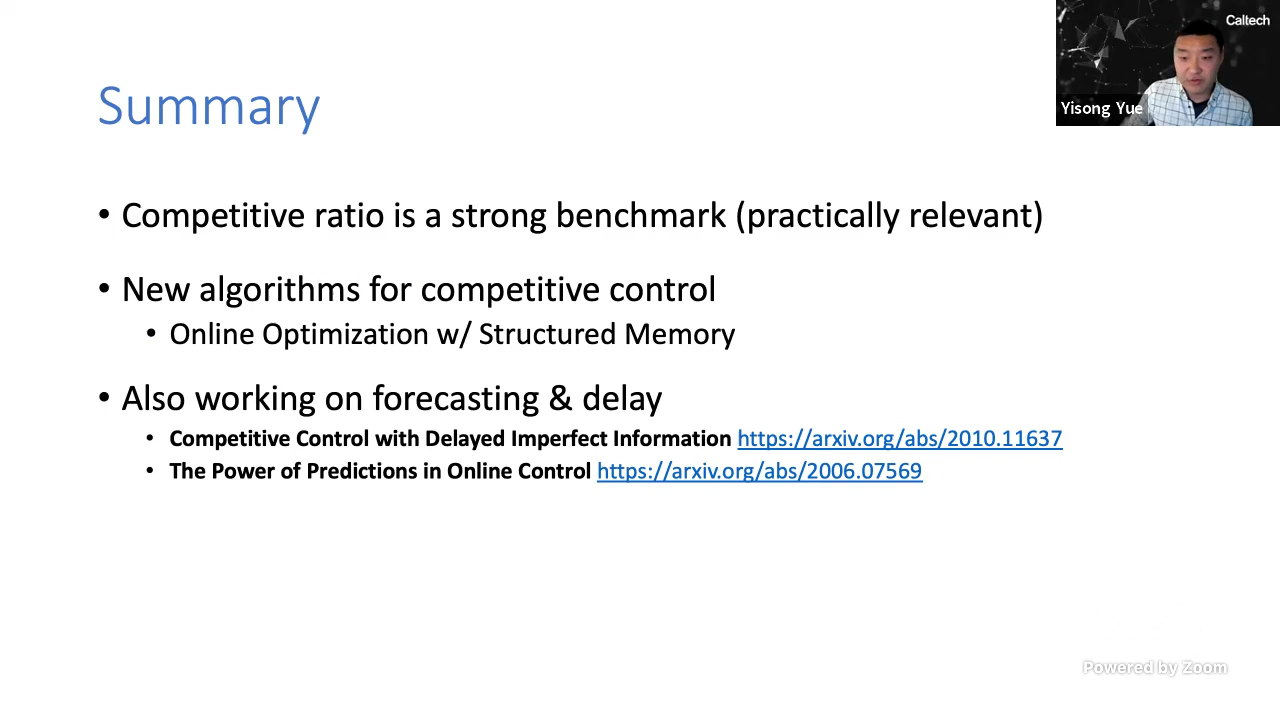 Caltech
Yisong Yue
Summary
• Competitive ratio is a strong benchmark (practically relevant)
• New algorithms for competitive control
• Online Optimization w/ Structured Memory
• Also working on forecasting & delay
• Competitive Control with Delayed Imperfect Information https://arxiv.org/abs/2010.11637
• The Power of Predictions in Online Control https://arxiv.org/abs/2006.07569
Powered by Zoom